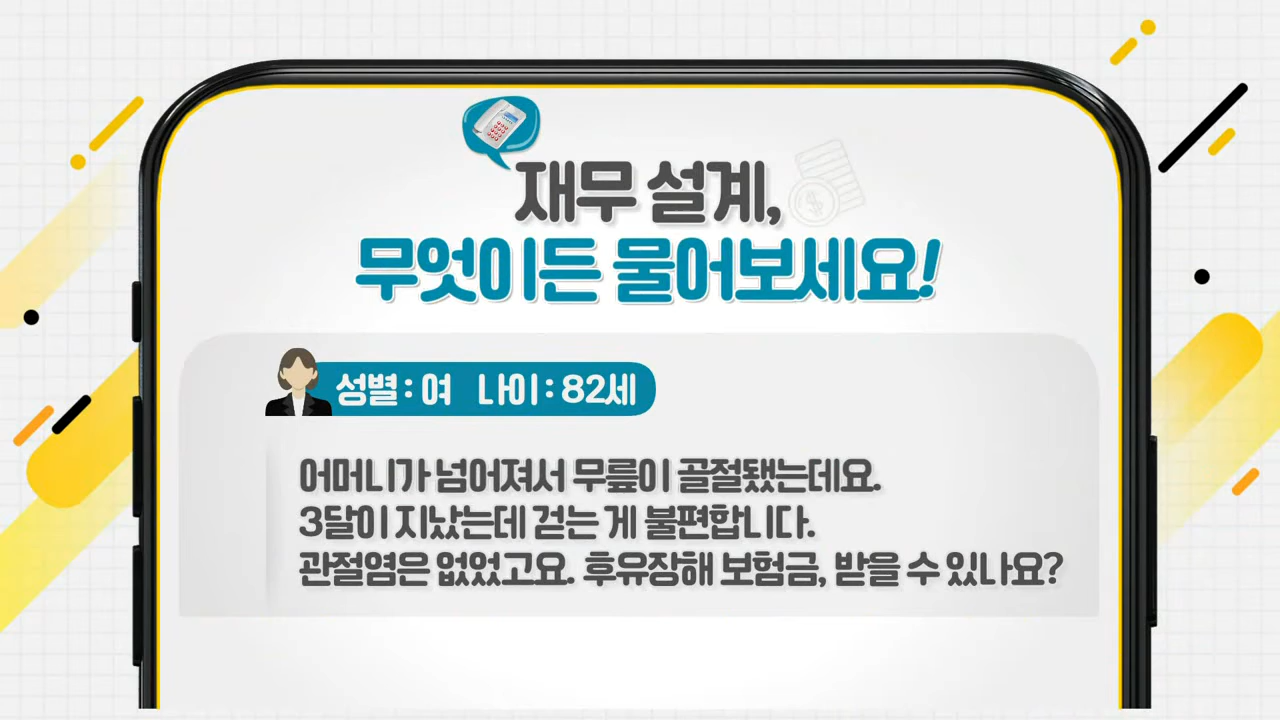 재무 설계,
무엇이든 물어보세요!
성별 : 여 나이 : 82세
어머니가 넘어져서 무릎이 골절됐는데요.
3달이 지났는데 걷는 게 불편합니다.
관절염은 없었고요. 후유장해 보험금, 받을 수 있나요?